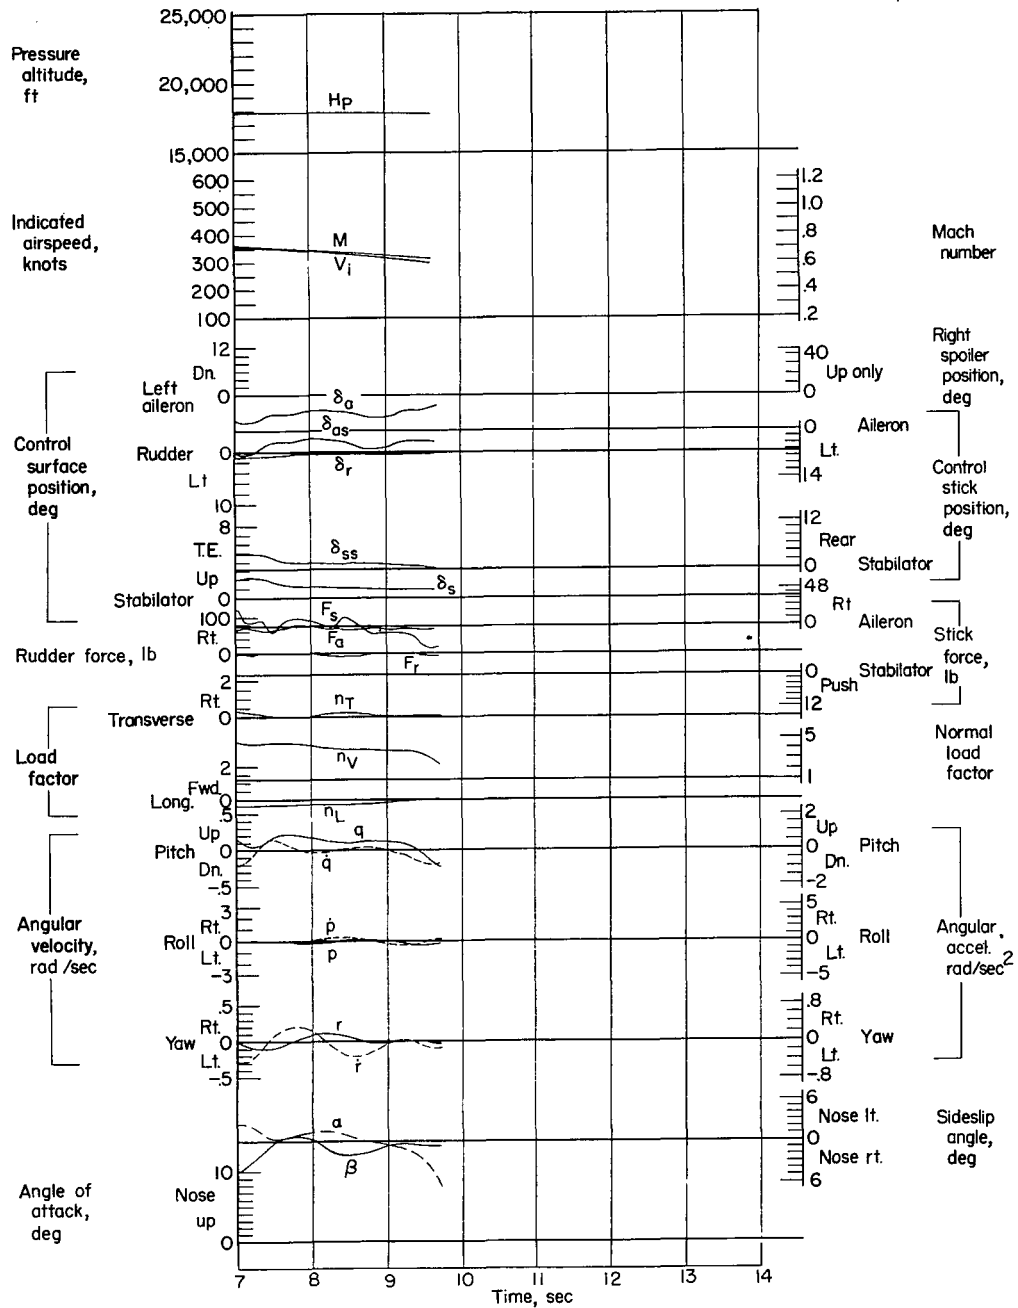 25,000
Pressure
altitude,
ft
20,000
Hp
15,000
600
500
400
300
200
100
Indicated
airspeed,
knots
M
Vi
1.2
1.0
.8
.6
.4
.2
Mach
number
12
Dn.
0
Left
aileron
δa
40
Up only
0
Right
spoiler
position,
deg
δas
0 Aileron
Lt.
14
Rudder 0
δr
Lt
10
Control
surface
position,
deg
Control
stick
position,
deg
8
T.E.
Up
Stabilator 0
δss
δs
12
Rear
0 Stabilator
48
Rt
0 Aileron
100
Rt.
Rudder force, lb 0
Fs
Fa
Fr
0 Stabilator
Push
12
Stick
force,
lb
2
Rt.
Transverse 0
nT
Load
factor
nV
5
1
Normal
load
factor
2
Fwd.
Long. 0
nL
.5
Up
Pitch 0
Dn.
-.5
q
q̇
2
Up
0 Pitch
Dn.
-2
Angular
velocity,
rad/sec
3
Rt.
Roll 0
Lt.
-3
ṗ
p
5
Rt.
0 Roll
Lt.
-5
Angular
accel.
rad/sec2
.5
Rt.
Yaw 0
Lt.
-.5
r
ṙ
.8
Rt.
0 Yaw
Lt.
-.8
α
β
6
Nose lt.
0
Nose rt.
6
Sideslip
angle,
deg
10
Nose
up
0
Angle of
attack,
deg
7 8 9 10 11 12 13 14
Time, sec